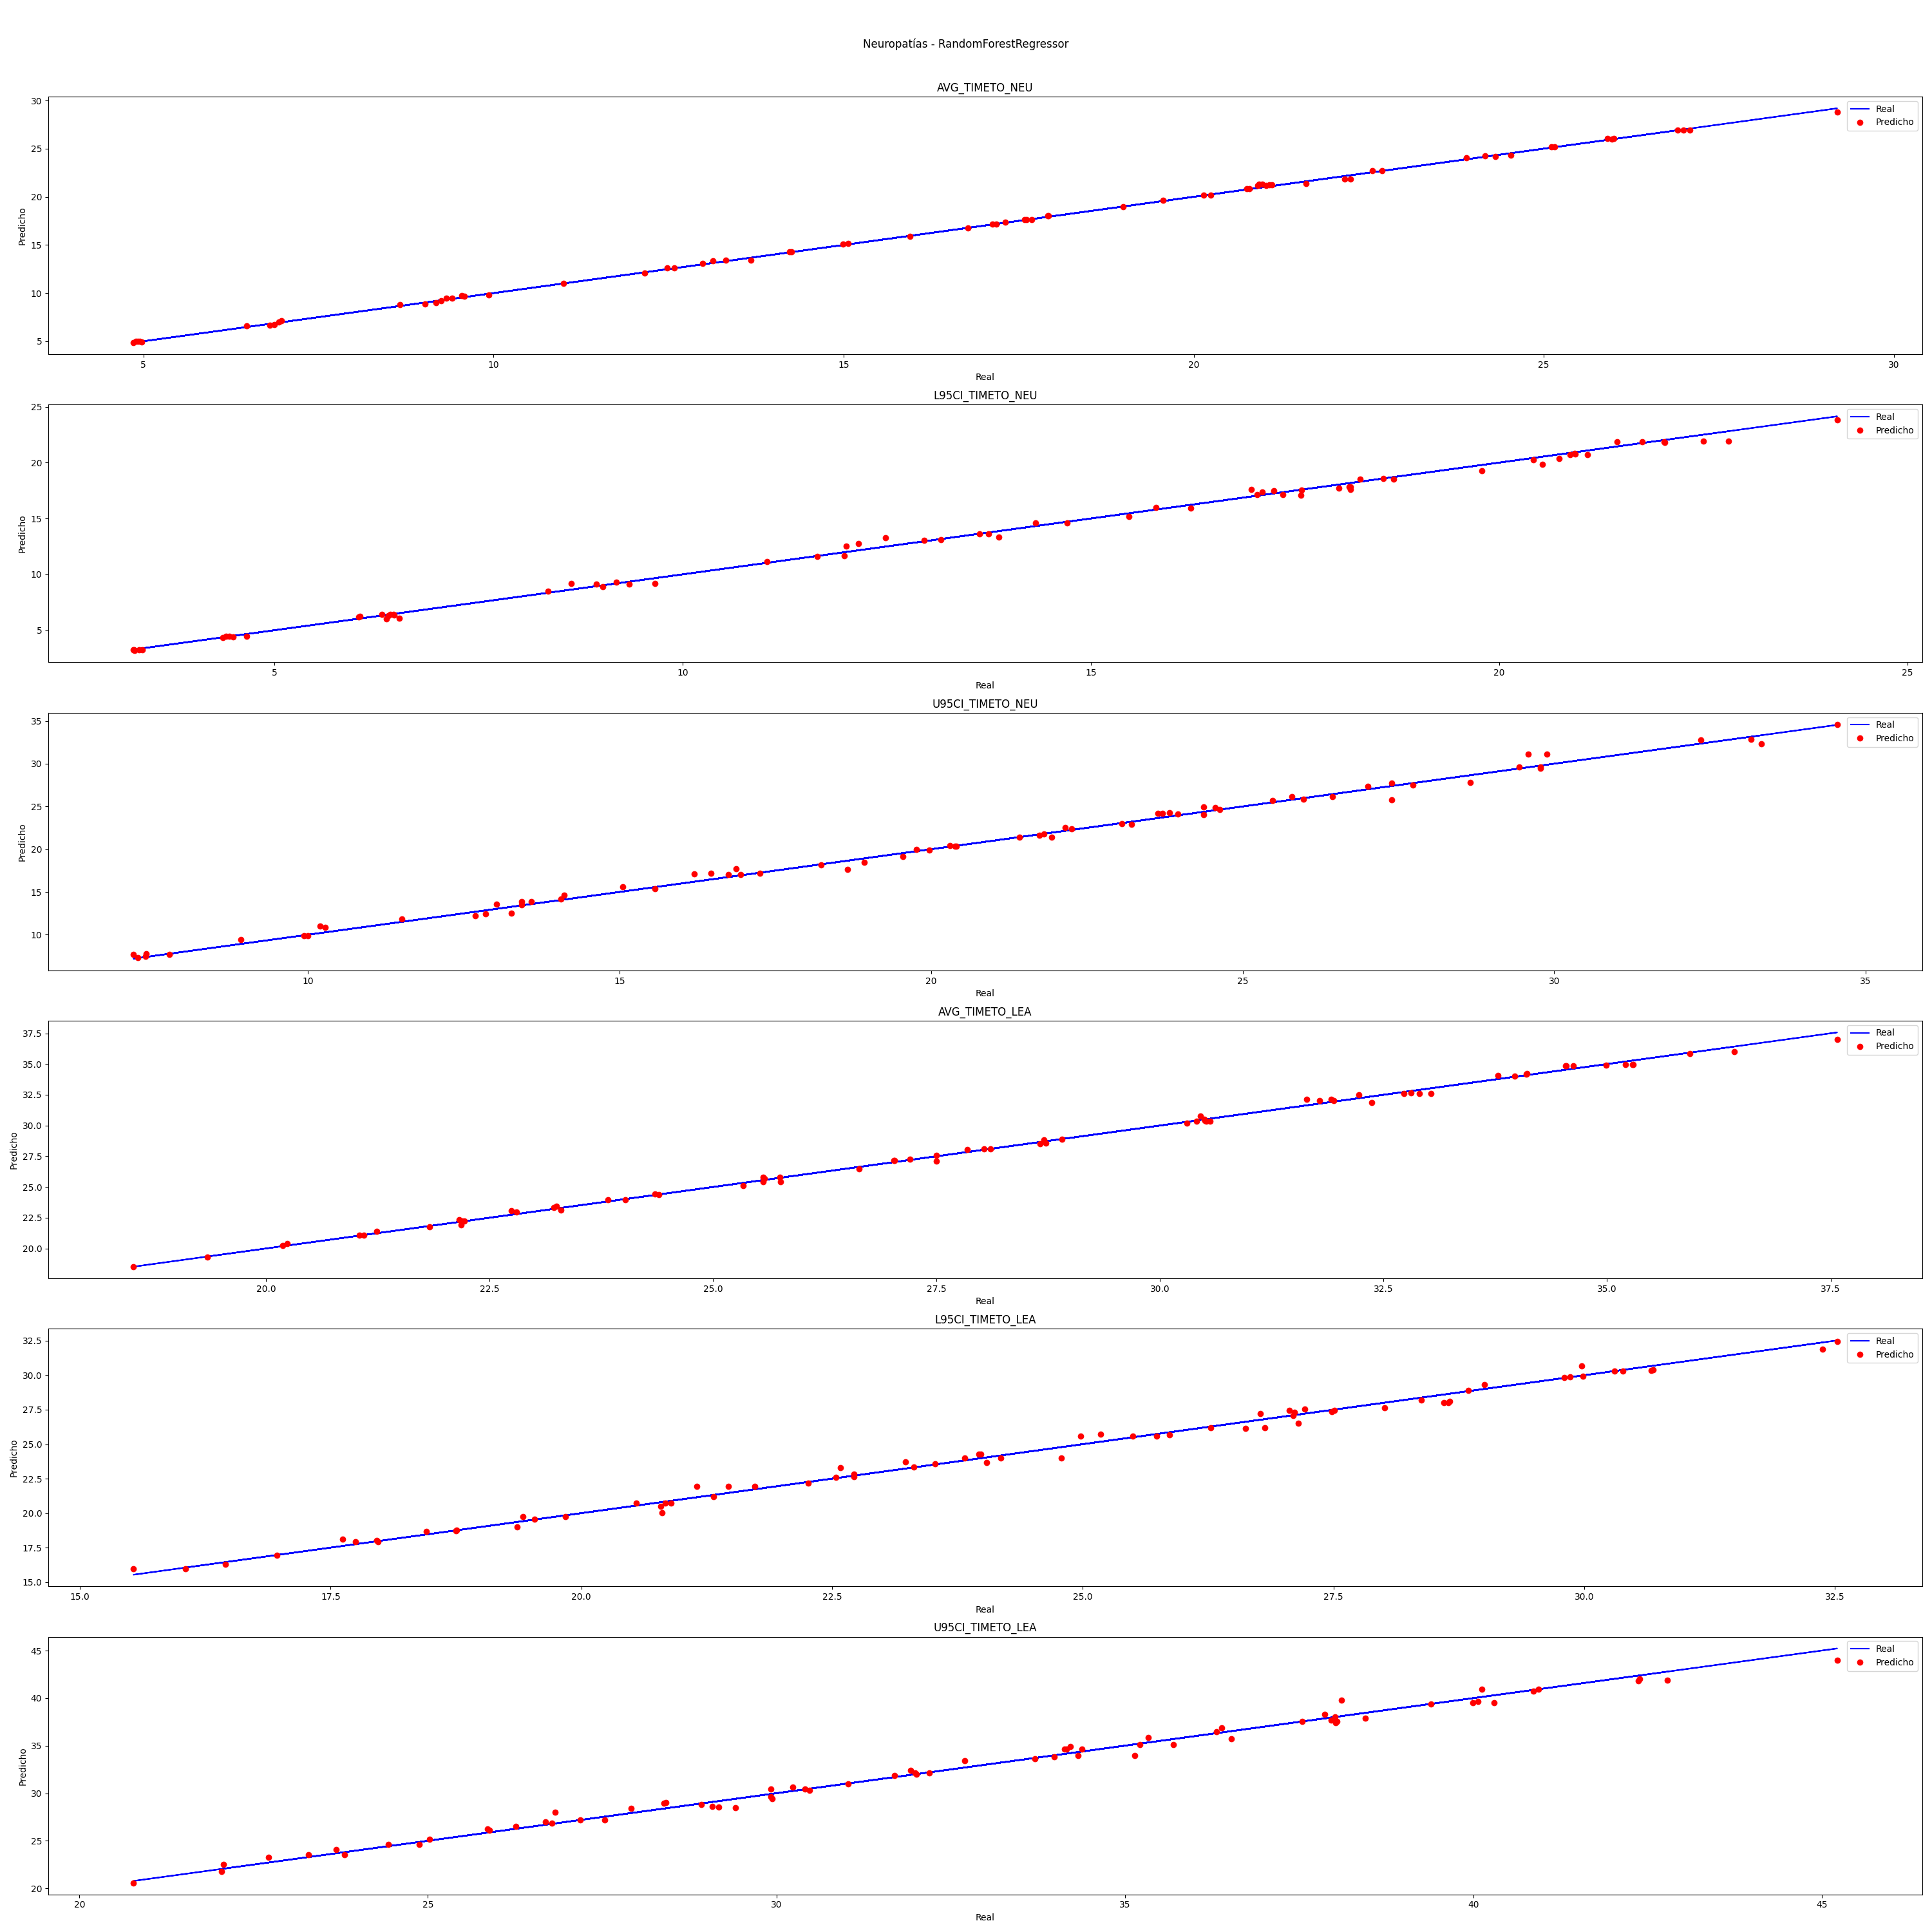 Neuropatías - RandomForestRegressor
AVG_TIMETO_NEU
30
25
20
15
10
5
Predicho
Real
Predicho
5 10 15 20 25 30
Real
L95CI_TIMETO_NEU
25
20
15
10
5
Predicho
Real
Predicho
5 10 15 20 25
Real
U95CI_TIMETO_NEU
35
30
25
20
15
10
Predicho
Real
Predicho
10 15 20 25 30 35
Real
AVG_TIMETO_LEA
37.5
35.0
32.5
30.0
27.5
25.0
22.5
20.0
Predicho
Real
Predicho
20.0 22.5 25.0 27.5 30.0 32.5 35.0 37.5
Real
L95CI_TIMETO_LEA
32.5
30.0
27.5
25.0
22.5
20.0
17.5
15.0
Predicho
Real
Predicho
15.0 17.5 20.0 22.5 25.0 27.5 30.0 32.5
Real
U95CI_TIMETO_LEA
45
40
35
30
25
20
Predicho
Real
Predicho
20 25 30 35 40 45
Real